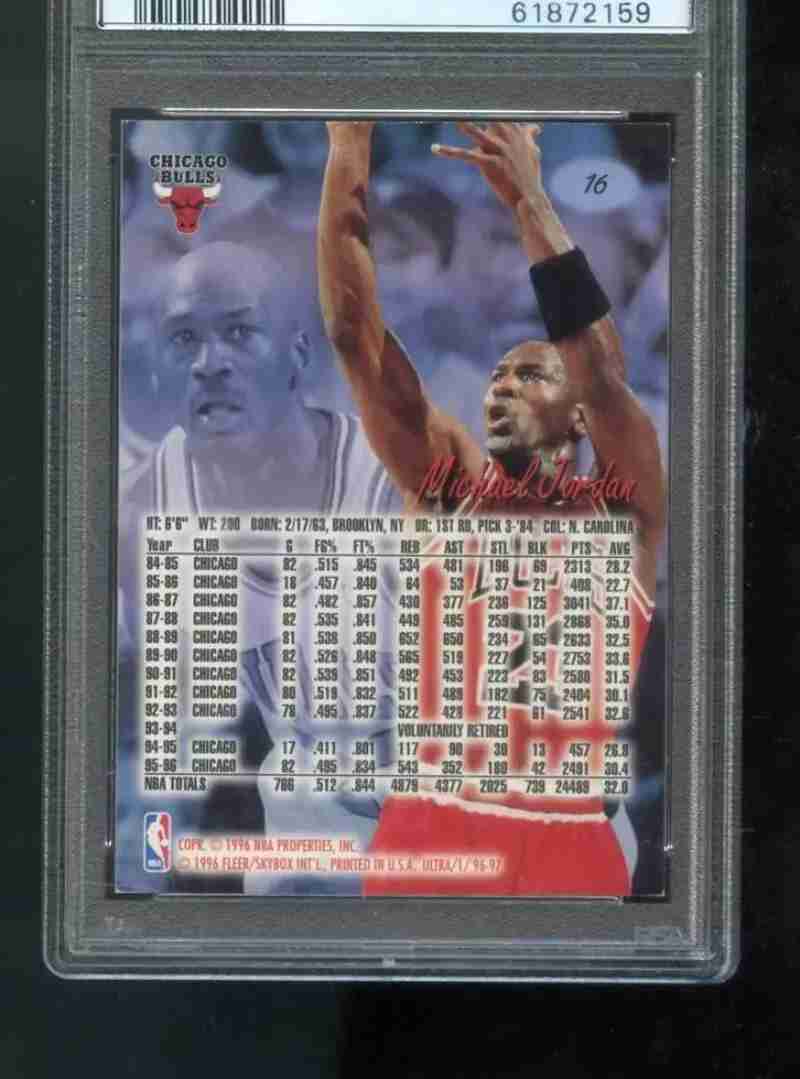 61872159
CHICAGO
BULLS
16
Michael Jordan
HT: 6'6" WT: 200 BORN: 2/17/63, BROOKLYN, NY DR: 1ST RD, PICK 3-'84 COL: N. CAROLINA
Year CLUB G FG% FT% REB AST STL BLK PTS AVG
84-85 CHICAGO 82 .515 .845 534 481 196 69 2313 28.2
85-86 CHICAGO 18 .457 .840 64 53 37 21 408 22.7
86-87 CHICAGO 82 .482 .857 430 377 236 125 3041 37.1
87-88 CHICAGO 82 .535 .841 449 485 259 131 2868 35.0
88-89 CHICAGO 81 .538 .850 652 650 234 65 2633 32.5
89-90 CHICAGO 82 .526 .848 565 519 227 54 2753 33.6
90-91 CHICAGO 82 .539 .851 492 453 223 83 2580 31.5
91-92 CHICAGO 80 .519 .832 511 489 182 75 2404 30.1
92-93 CHICAGO 78 .495 .837 522 428 221 61 2541 32.6
93-94 VOLUNTARILY RETIRED
94-95 CHICAGO 17 .411 .801 117 90 30 13 457 26.9
95-96 CHICAGO 82 .495 .834 543 352 180 42 2491 30.4
NBA TOTALS 766 .512 .844 4879 4377 2025 739 24489 32.0
COPR. © 1996 NBA PROPERTIES, INC.
© 1996 FLEER/SKYBOX INT'L., PRINTED IN U.S.A. ULTRA/1/96-97